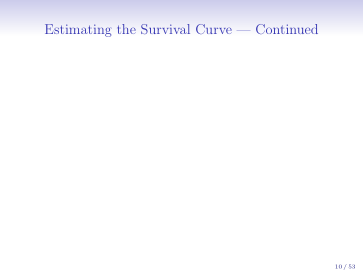 Estimating the Survival Curve — Continued
10 / 53